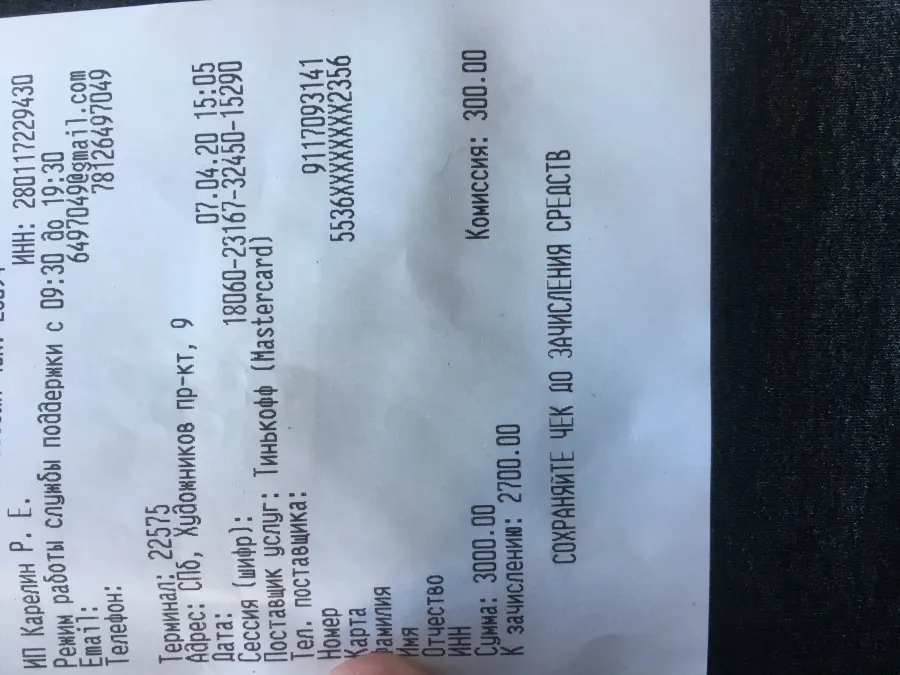 ИП Карелин Р. Е. ИНН: 280117229430
Режим работы службы поддержки с 09:30 до 19:30
Email: 6497049@gmail.com
Телефон: 78126497049
Терминал: 22575
Адрес: СПб, Художников пр-кт, 9
Дата: 07.04.20 15:05
Сессия (шифр): 18060-23167-32450-15290
Поставщик услуг: Тинькофф (Mastercard)
Тел. поставщика:
Номер 9117093141
Карта 5536XXXXXXXXX2356
Фамилия
Имя
Отчество
ИНН
Сумма: 3000.00 Комиссия: 300.00
К зачислению: 2700.00
СОХРАНЯЙТЕ ЧЕК ДО ЗАЧИСЛЕНИЯ СРЕДСТВ